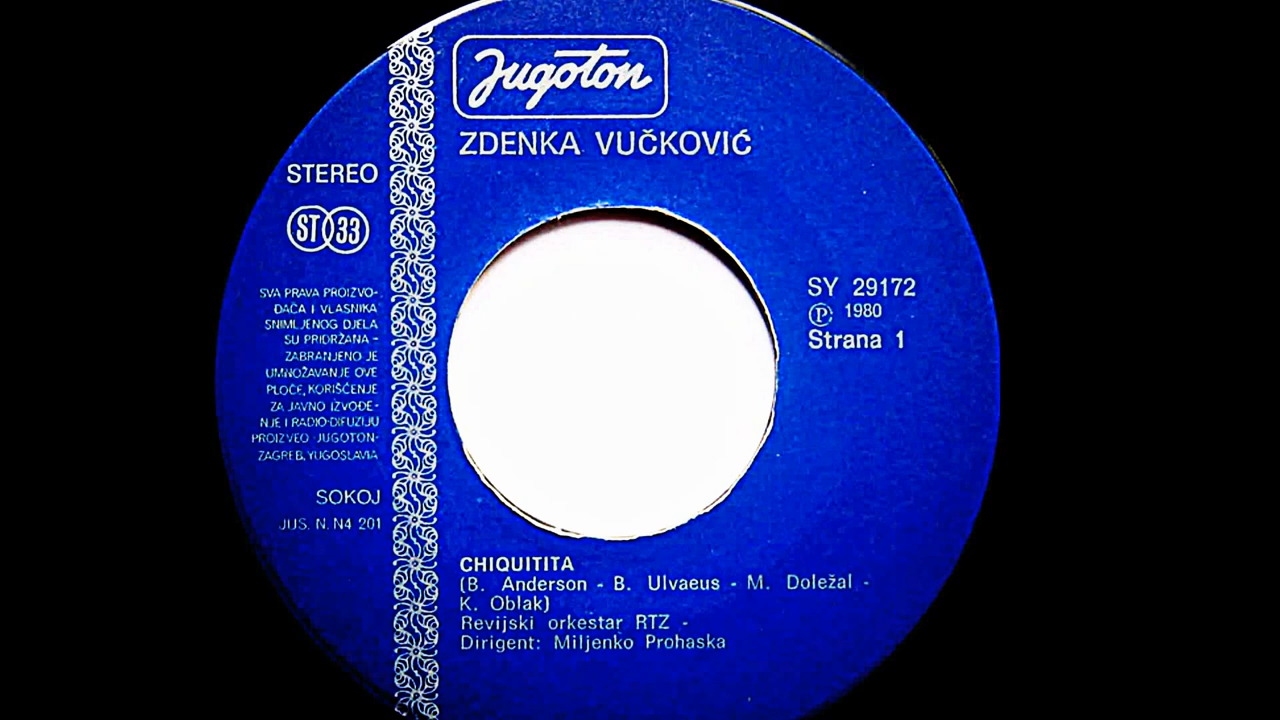 Jugoton
ZDENKA VUČKOVIĆ
STEREO
ST 33
SVA PRAVA PROIZVO-
ĐAČA I VLASNIKA
SNIMLJENOG DJELA
SU PRIDRŽANA -
ZABRANJENO JE
UMNOŽAVANJE OVE
PLOČE, KORIŠČENJE
ZA JAVNO IZVOĐE-
NJE I RADIO-DIFUZIJU
PROIZVEO JUGOTON-
ZAGREB, YUGOSLAVIA
SOKOJ
JUS. N. N4 201
SY 29172
Ⓟ 1980
Strana 1
CHIQUITITA
(B. Anderson - B. Ulvaeus - M. Doležal -
K. Oblak)
Revijski orkestar RTZ -
Dirigent: Miljenko Prohaska